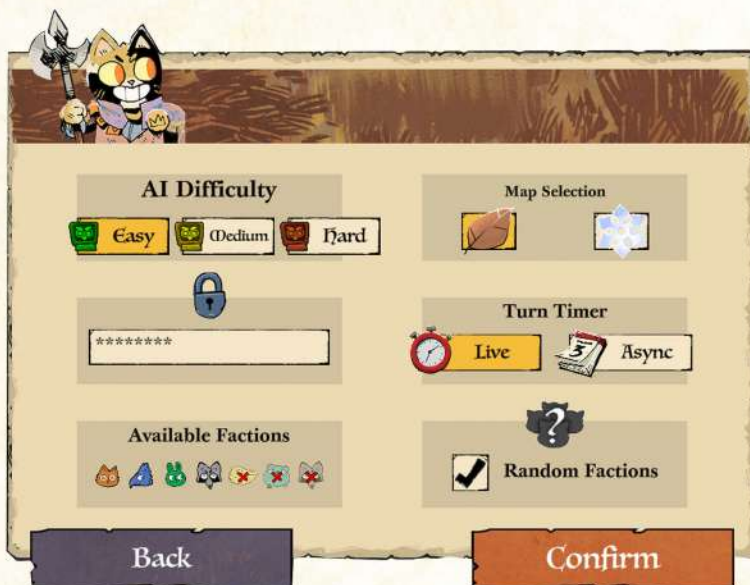 AI Difficulty
Easy
Medium
Hard
Map Selection
********
Turn Timer
Live
3
Async
Available Factions
?
Random Factions
Back
Confirm